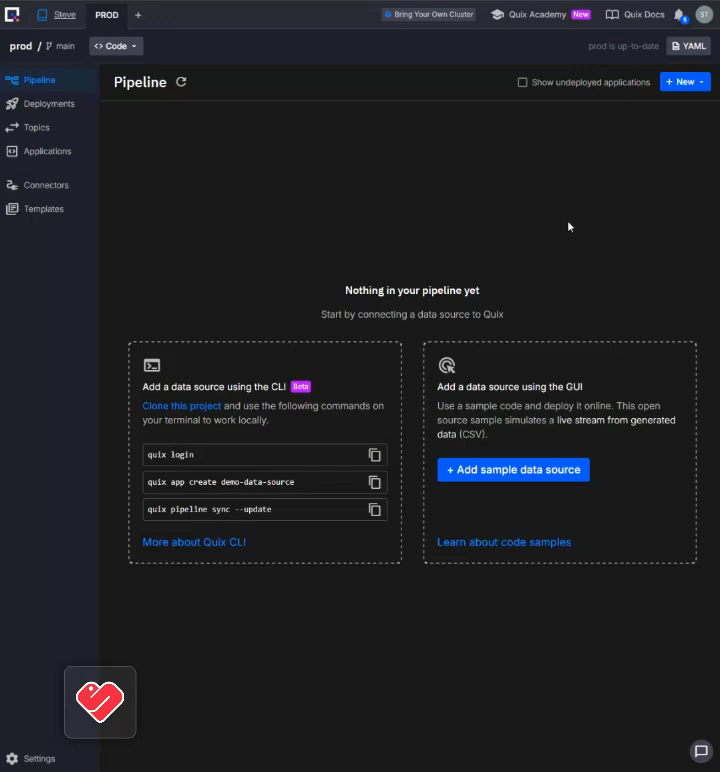 Steve
PROD
+
Bring Your Own Cluster
Quix Academy New
Quix Docs
6
ST
prod / main
<> Code
prod is up-to-date
YAML
Pipeline
Deployments
Topics
Applications
Connectors
Templates
Settings
Pipeline
Show undeployed applications
+ New
Nothing in your pipeline yet
Start by connecting a data source to Quix
Add a data source using the CLI Beta
Clone this project and use the following commands on
your terminal to work locally.
quix login
quix app create demo-data-source
quix pipeline sync --update
More about Quix CLI
Add a data source using the GUI
Use a sample code and deploy it online. This open
source sample simulates a live stream from generated
data (CSV).
+ Add sample data source
Learn about code samples